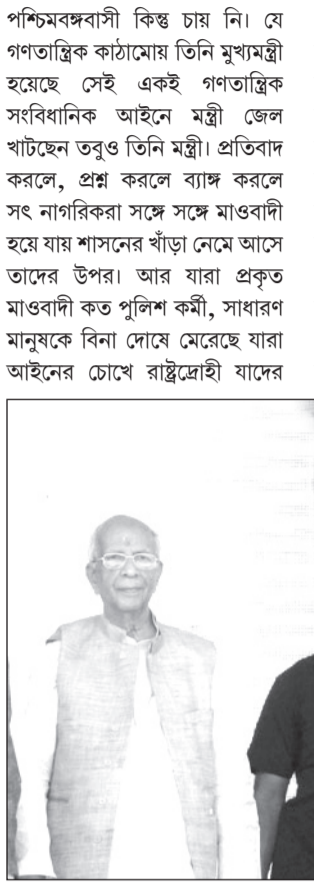 পশ্চিমবঙ্গবাসী কিন্তু চায় নি। যে
গণতান্ত্রিক কাঠামোয় তিনি মুখ্যমন্ত্রী
হয়েছে সেই একই গণতান্ত্রিক
সংবিধানিক আইনে মন্ত্রী জেল
খাটছেন তবুও তিনি মন্ত্রী। প্রতিবাদ
করলে, প্রশ্ন করলে ব্যাঙ্গ করলে
সৎ নাগরিকরা সঙ্গে সঙ্গে মাওবাদী
হয়ে যায় শাসনের খাঁড়া নেমে আসে
তাদের উপর। আর যারা প্রকৃত
মাওবাদী কত পুলিশ কর্মী, সাধারণ
মানুষকে বিনা দোষে মেরেছে যারা
আইনের চোখে রাষ্ট্রদ্রোহী যাদের